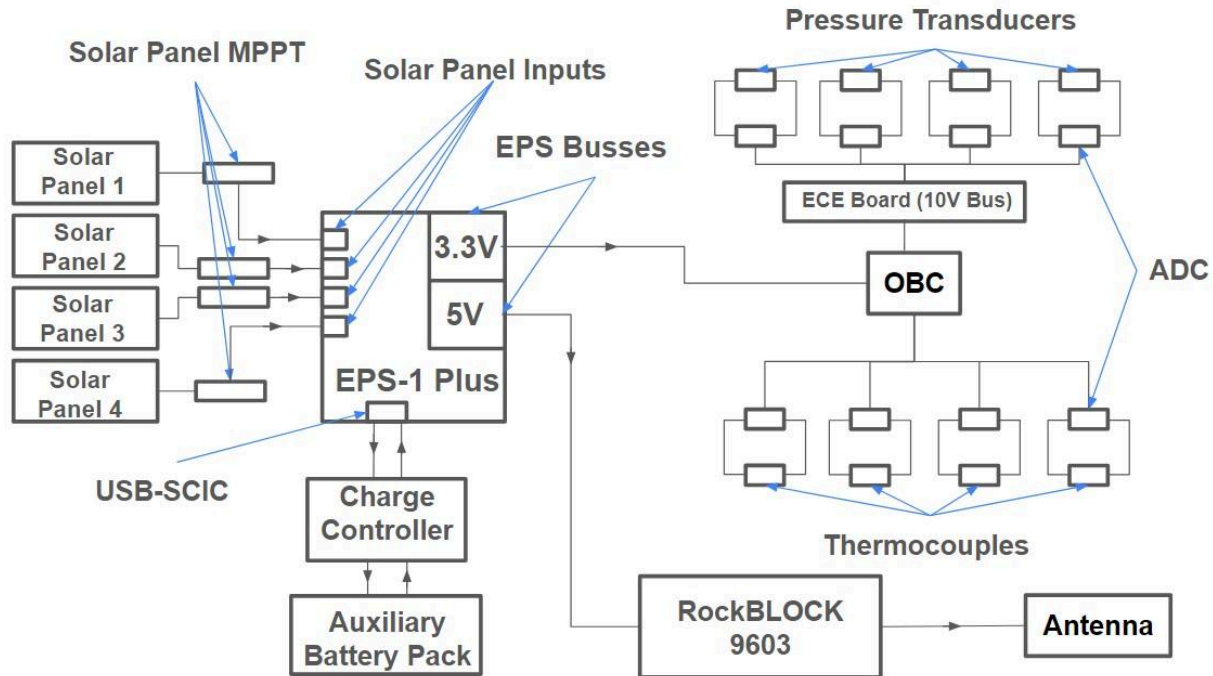 Pressure Transducers
Solar Panel MPPT
Solar Panel Inputs
EPS Busses
Solar
Panel 1
Solar
Panel 2
Solar
Panel 3
Solar
Panel 4
3.3V
5V
EPS-1 Plus
ECE Board (10V Bus)
OBC
ADC
USB-SCIC
Charge
Controller
Auxiliary
Battery Pack
Thermocouples
RockBLOCK
9603
Antenna